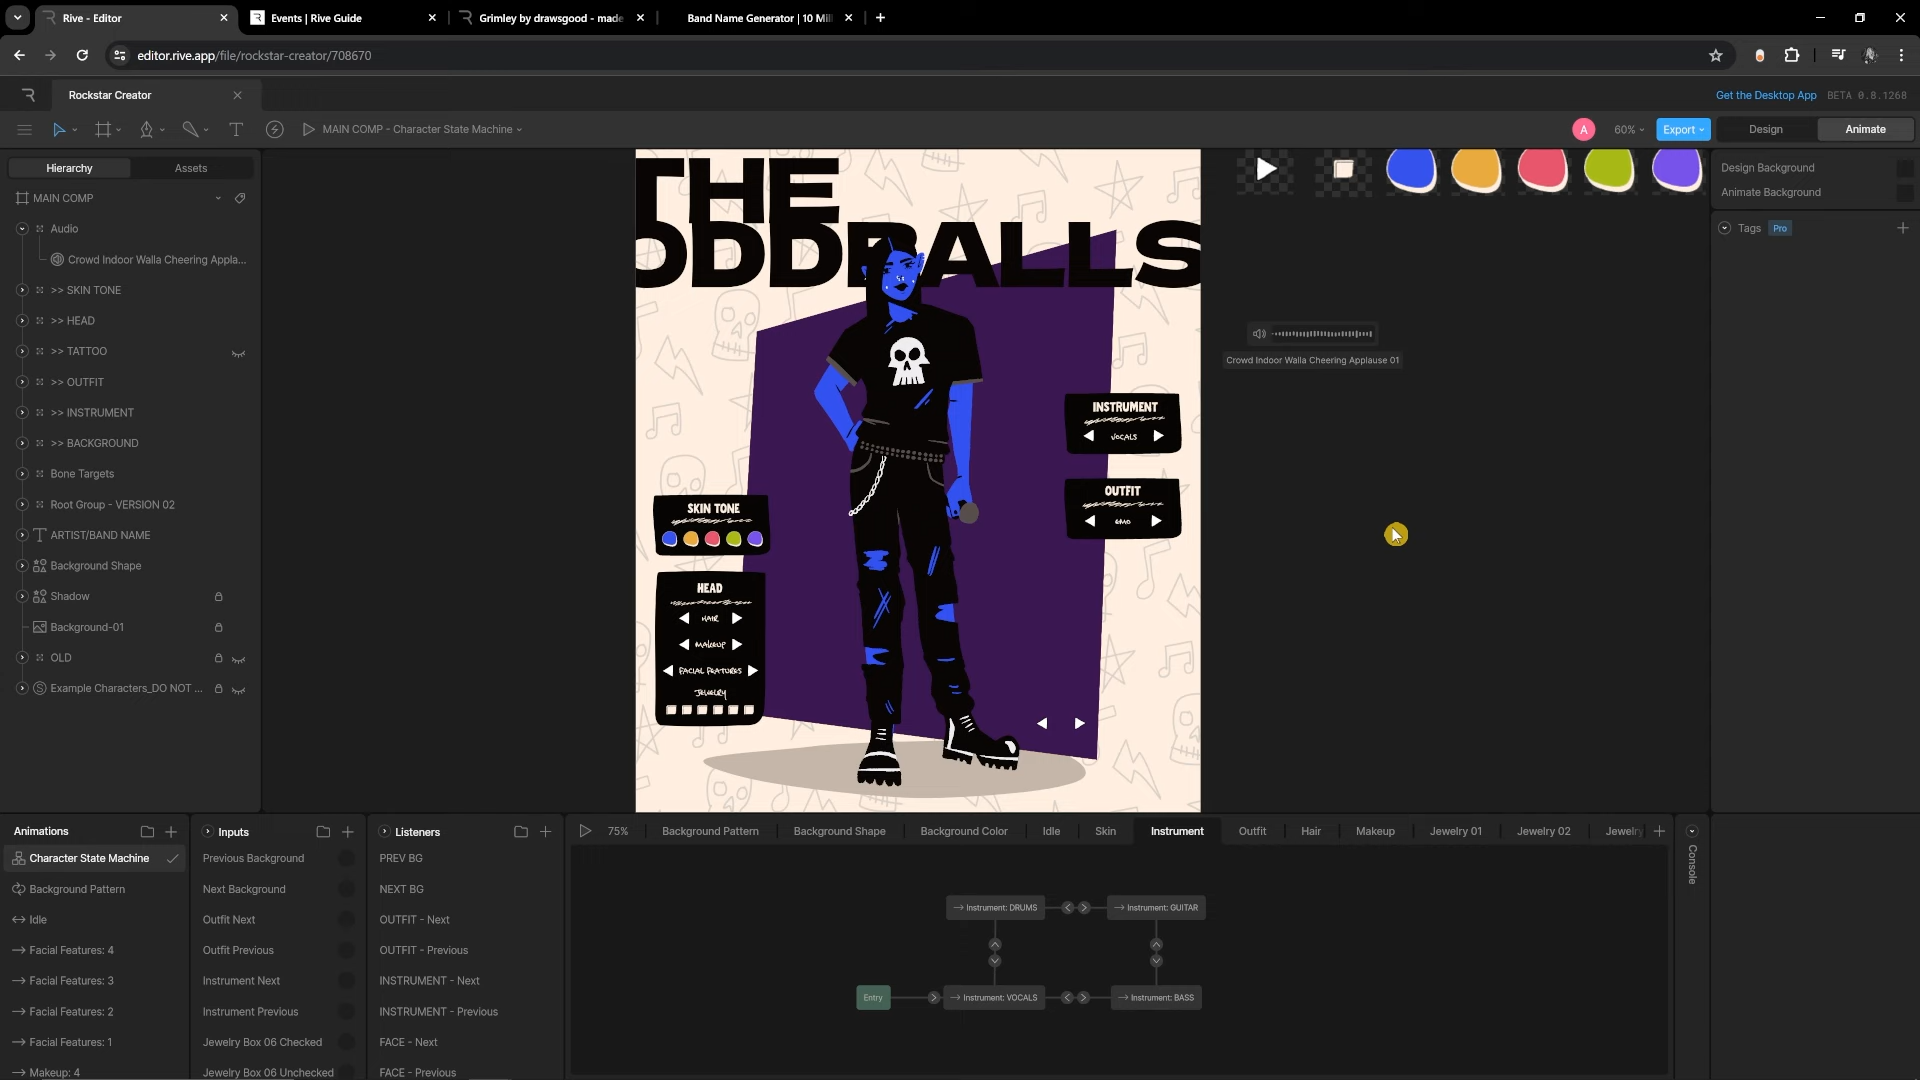 Rive - Editor
Events | Rive Guide
Grimley by drawsgood - made
Band Name Generator | 10 Mil
editor.rive.app/file/rockstar-creator/708670
Rockstar Creator
Get the Desktop App BETA 0.8.1268
MAIN COMP - Character State Machine
A
60%
Export
Design
Animate
Hierarchy
Assets
MAIN COMP
Audio
Crowd Indoor Walla Cheering Appla...
>> SKIN TONE
>> HEAD
>> TATTOO
>> OUTFIT
>> INSTRUMENT
>> BACKGROUND
Bone Targets
Root Group - VERSION 02
ARTIST/BAND NAME
Background Shape
Shadow
Background-01
OLD
Example Characters_DO NOT ...
THE
ODDBALLS
SKIN TONE
HEAD
HAIR
MAKEUP
FACIAL FEATURES
JEWELRY
INSTRUMENT
VOCALS
OUTFIT
EMO
Crowd Indoor Walla Cheering Applause 01
Design Background
Animate Background
Tags Pro
Animations
Character State Machine
Background Pattern
Idle
Facial Features: 4
Facial Features: 3
Facial Features: 2
Facial Features: 1
Makeup: 4
Inputs
Previous Background
Next Background
Outfit Next
Outfit Previous
Instrument Next
Instrument Previous
Jewelry Box 06 Checked
Jewelry Box 06 Unchecked
Listeners
PREV BG
NEXT BG
OUTFIT - Next
OUTFIT - Previous
INSTRUMENT - Next
INSTRUMENT - Previous
FACE - Next
FACE - Previous
75%
Background Pattern
Background Shape
Background Color
Idle
Skin
Instrument
Outfit
Hair
Makeup
Jewelry 01
Jewelry 02
Jewelry
Console
Instrument: DRUMS
Instrument: GUITAR
Entry
Instrument: VOCALS
Instrument: BASS